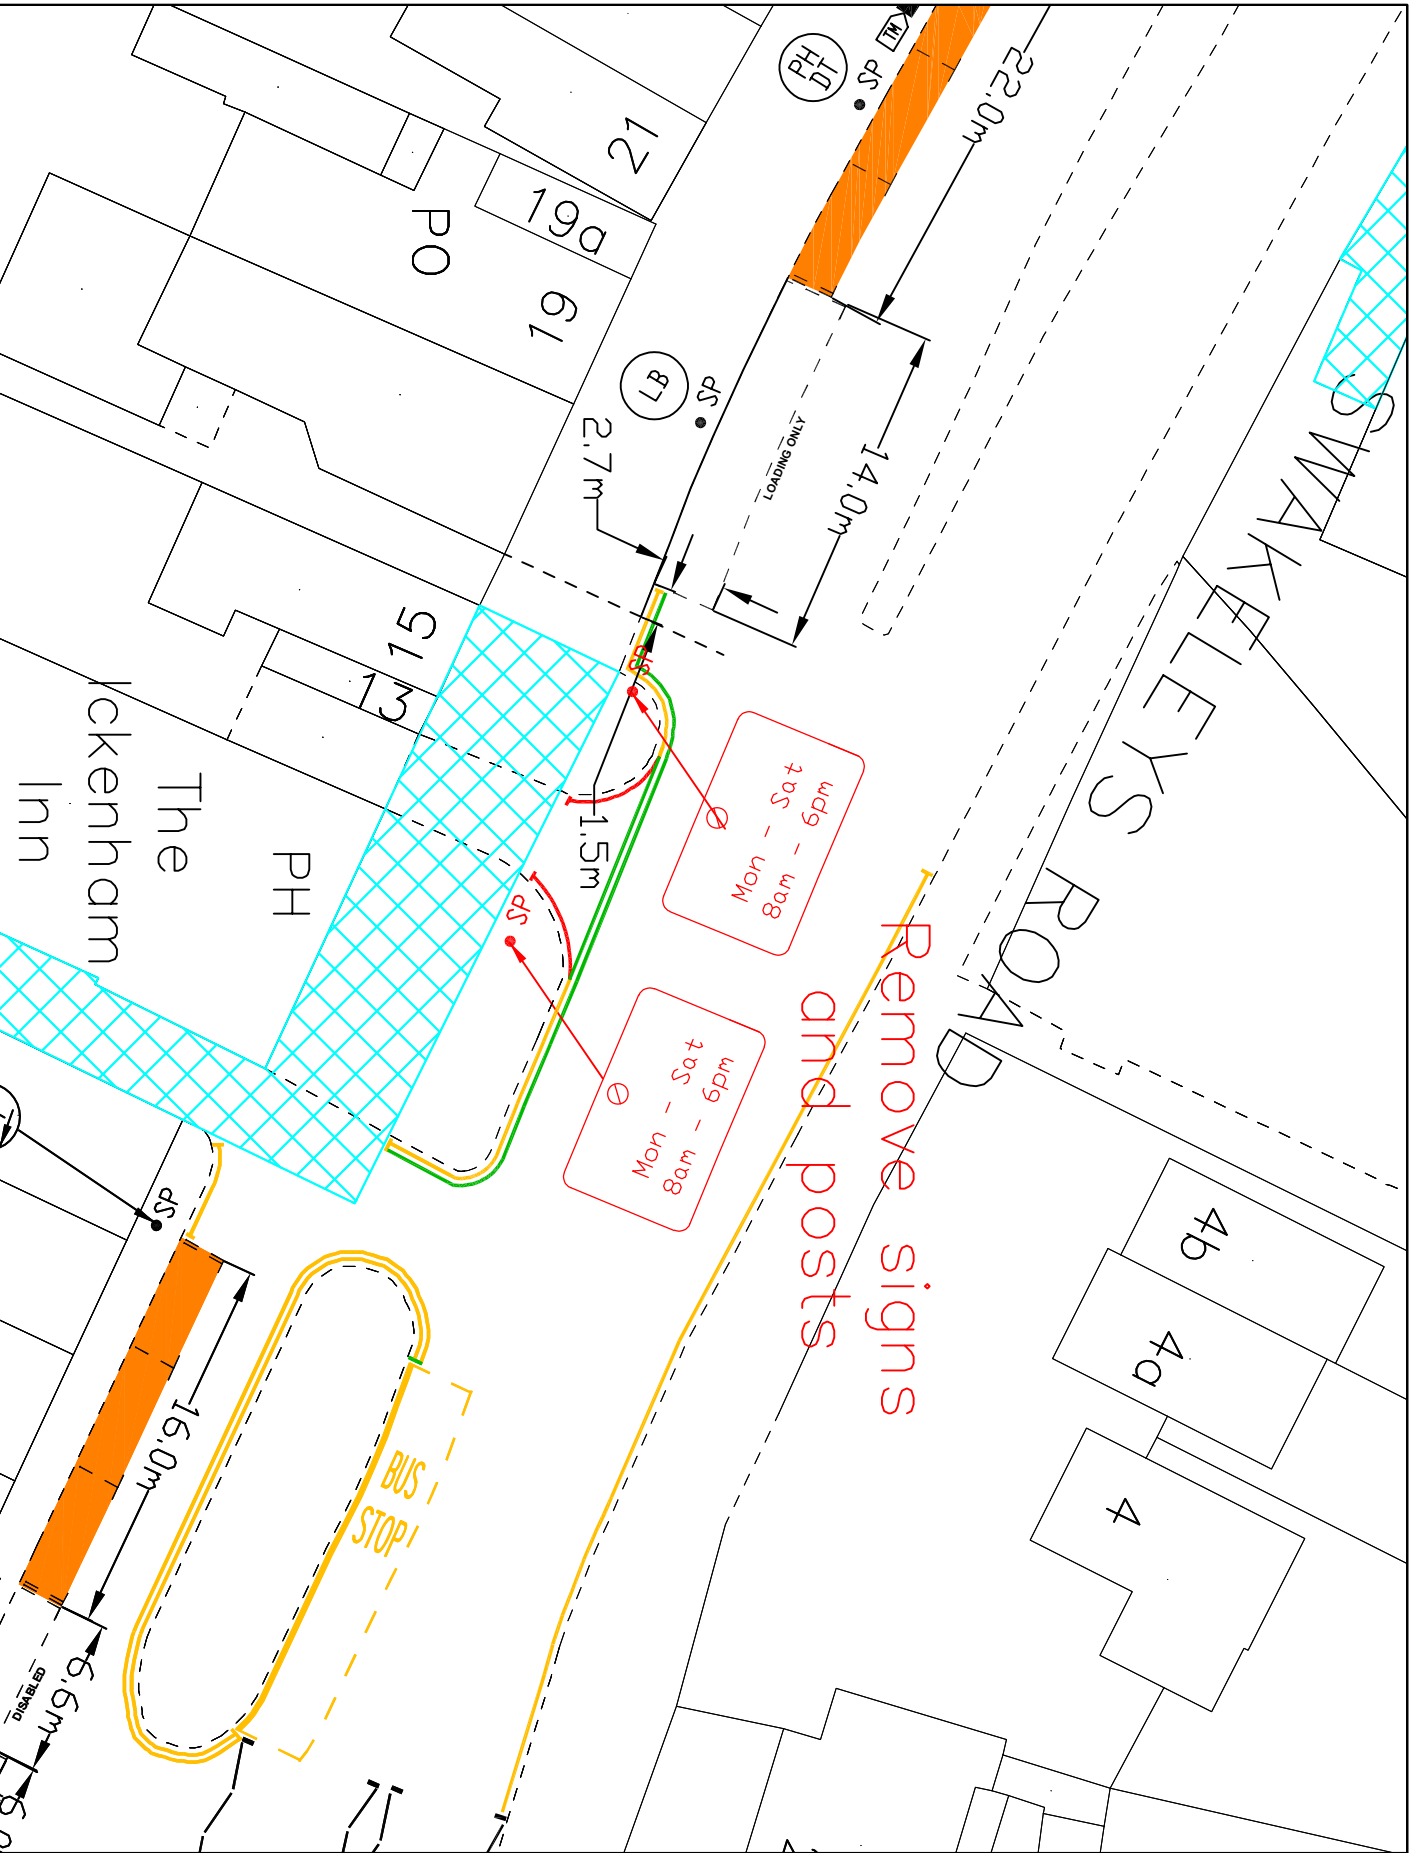 22.0m
TM
SP
PH
DT
21
19a
PO
19
LB
SP
2.7m
LOADING ONLY
14.0m
SWAKELEYS ROAD
15
13
SP
Mon - Sat
8am - 6pm
1.5m
The
Ickenham
Inn
PH
SP
Mon - Sat
8am - 6pm
Remove signs
and posts
4b
4a
4
SP
16.0m
BUS
STOP
6.6m
DISABLED